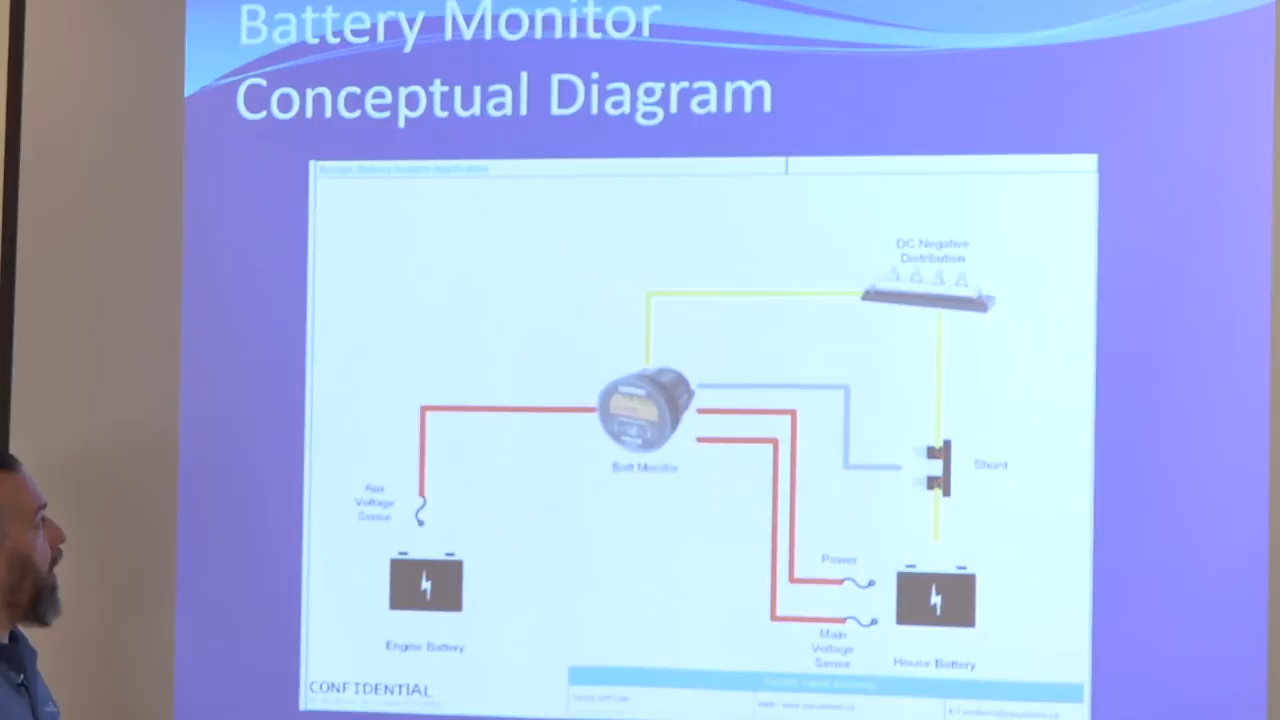 Battery Monitor
Conceptual Diagram
DC Negative
Distribution
Batt Monitor
Shunt
Aux
Voltage
Sense
Power
Engine Battery
Main
Voltage
Sense
House Battery
CONFIDENTIAL